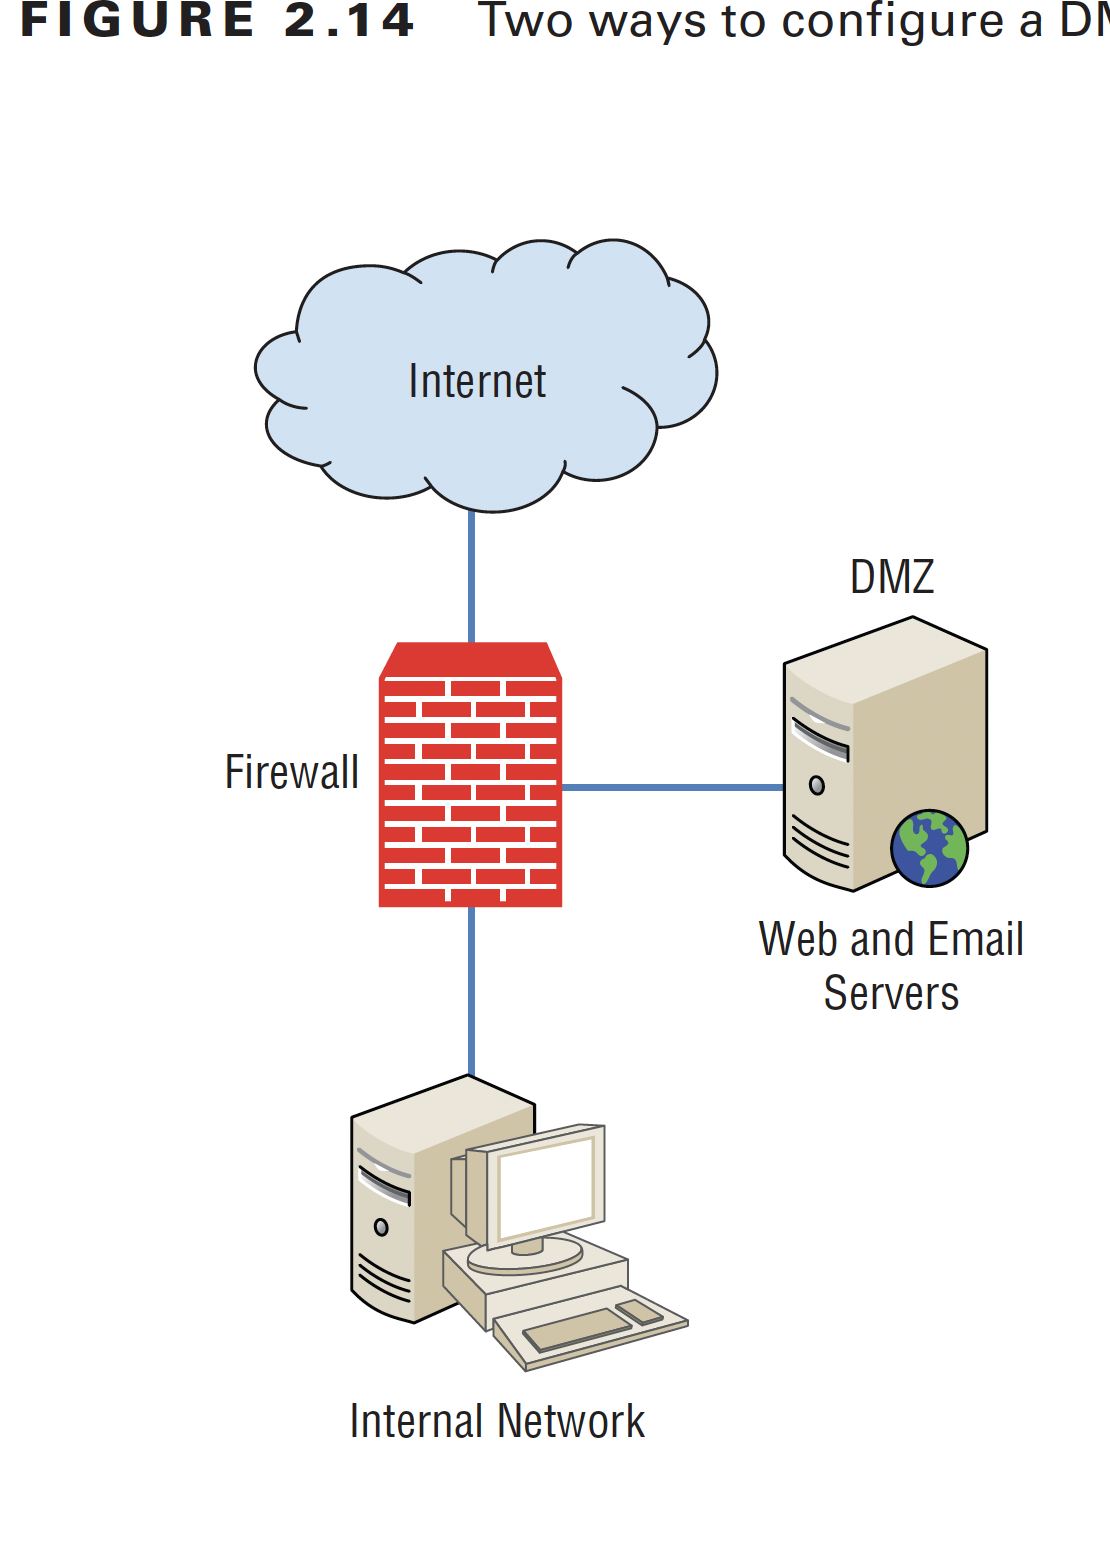 FIGURE 2.14 Two ways to configure a
Internet
DMZ
Firewall
Web and Email
Servers
Internal Network